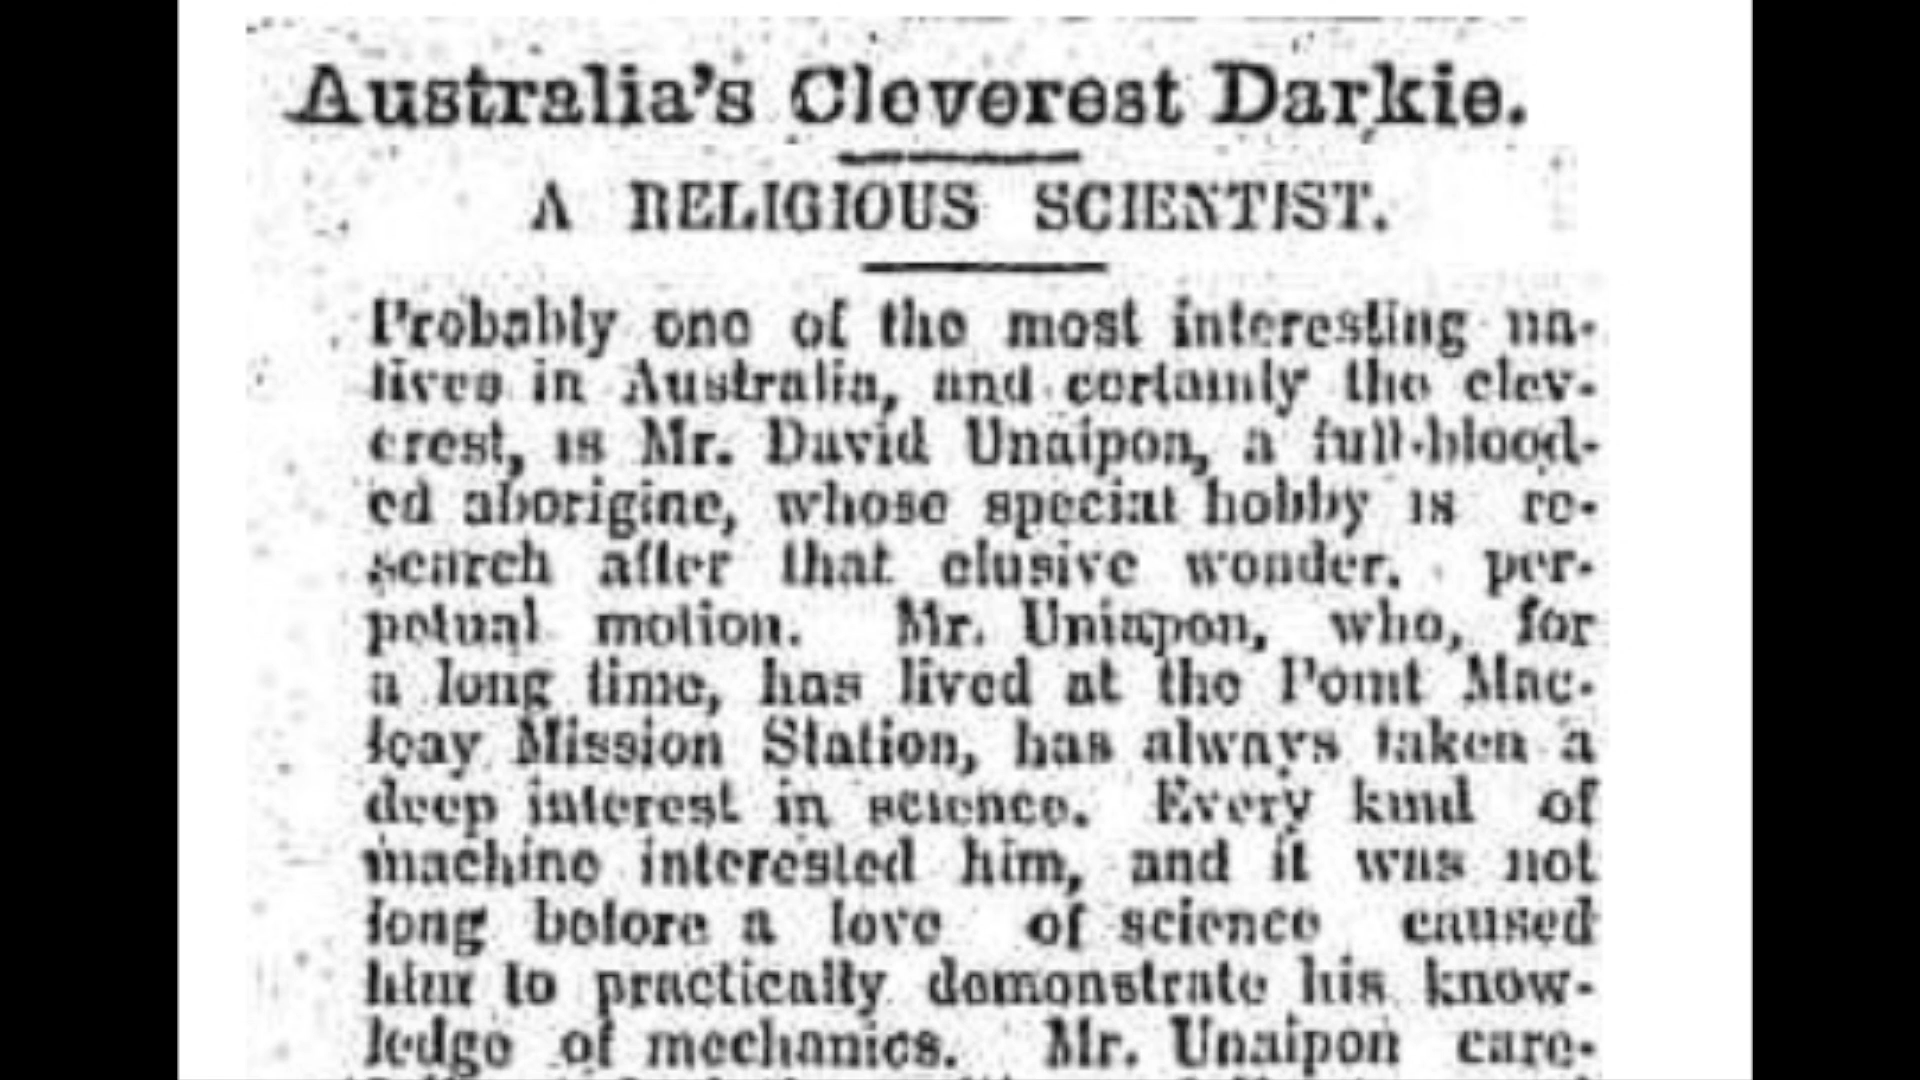 Australia's Cleverest Darkie.
A RELIGIOUS SCIENTIST.
Probably one of the most interesting na-
tives in Australia, and certainly the clev-
erest, is Mr. David Unaipon, a full-blood-
ed aborigine, whose special hobby is re-
search after that elusive wonder, per-
petual motion. Mr. Uniapon, who, for
a long time, has lived at the Point Mac-
leay Mission Station, has always taken a
deep interest in science. Every kind of
machine interested him, and it was not
long before a love of science caused
him to practically demonstrate his know-
ledge of mechanics. Mr. Unaipon care-